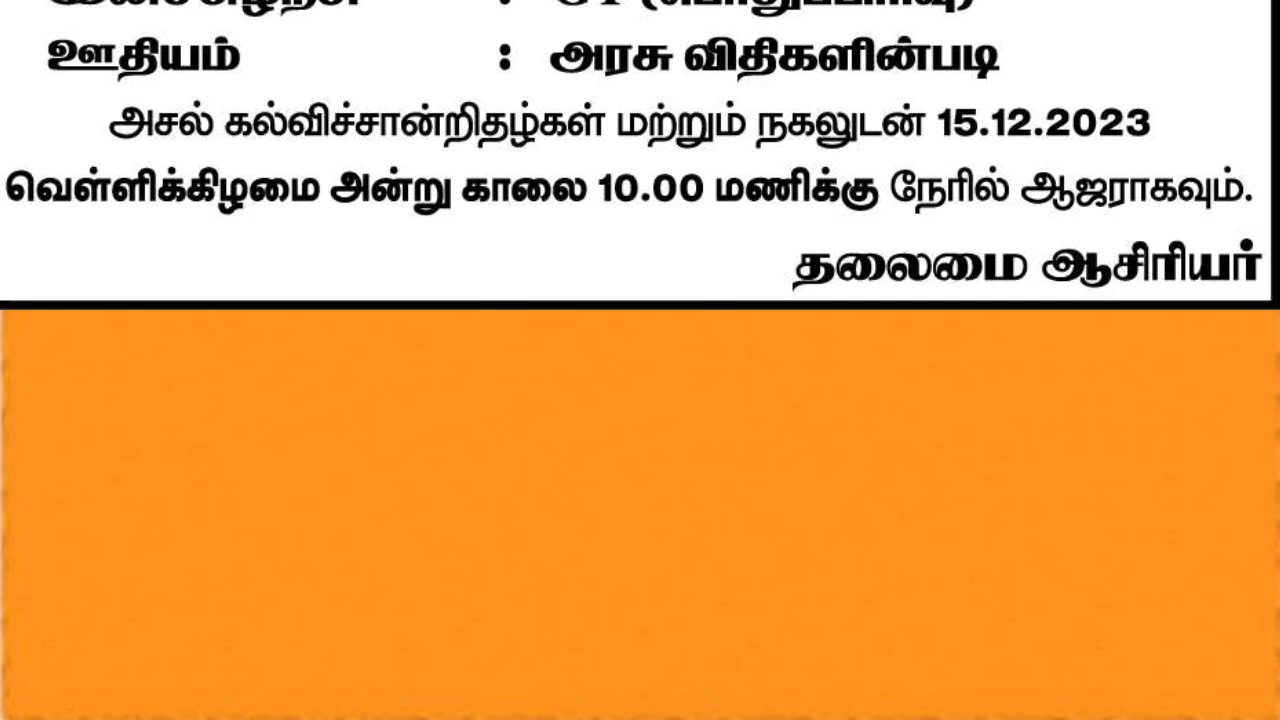 : GT (பொதுப்பிரிவு)
ஊதியம் : அரசு விதிகளின்படி
அசல் கல்விச்சான்றிதழ்கள் மற்றும் நகலுடன் 15.12.2023
வெள்ளிக்கிழமை அன்று காலை 10.00 மணிக்கு நேரில் ஆஜராகவும்.
தலைமை ஆசிரியர்